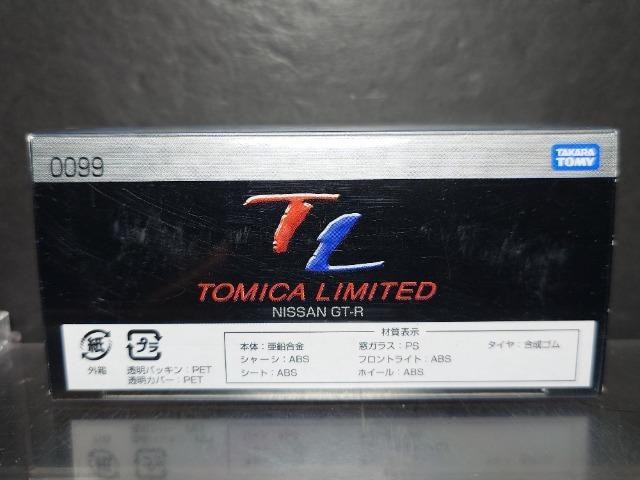 0099
TAKARA
TOMY
TL
TOMICA LIMITED
NISSAN GT-R
紙
外箱
プラ
透明パッキン：PET
透明カバー：PET
材質表示
本体：亜鉛合金
窓ガラス：PS
タイヤ：合成ゴム
シャーシ：ABS
フロントライト：ABS
シート：ABS
ホイール：ABS